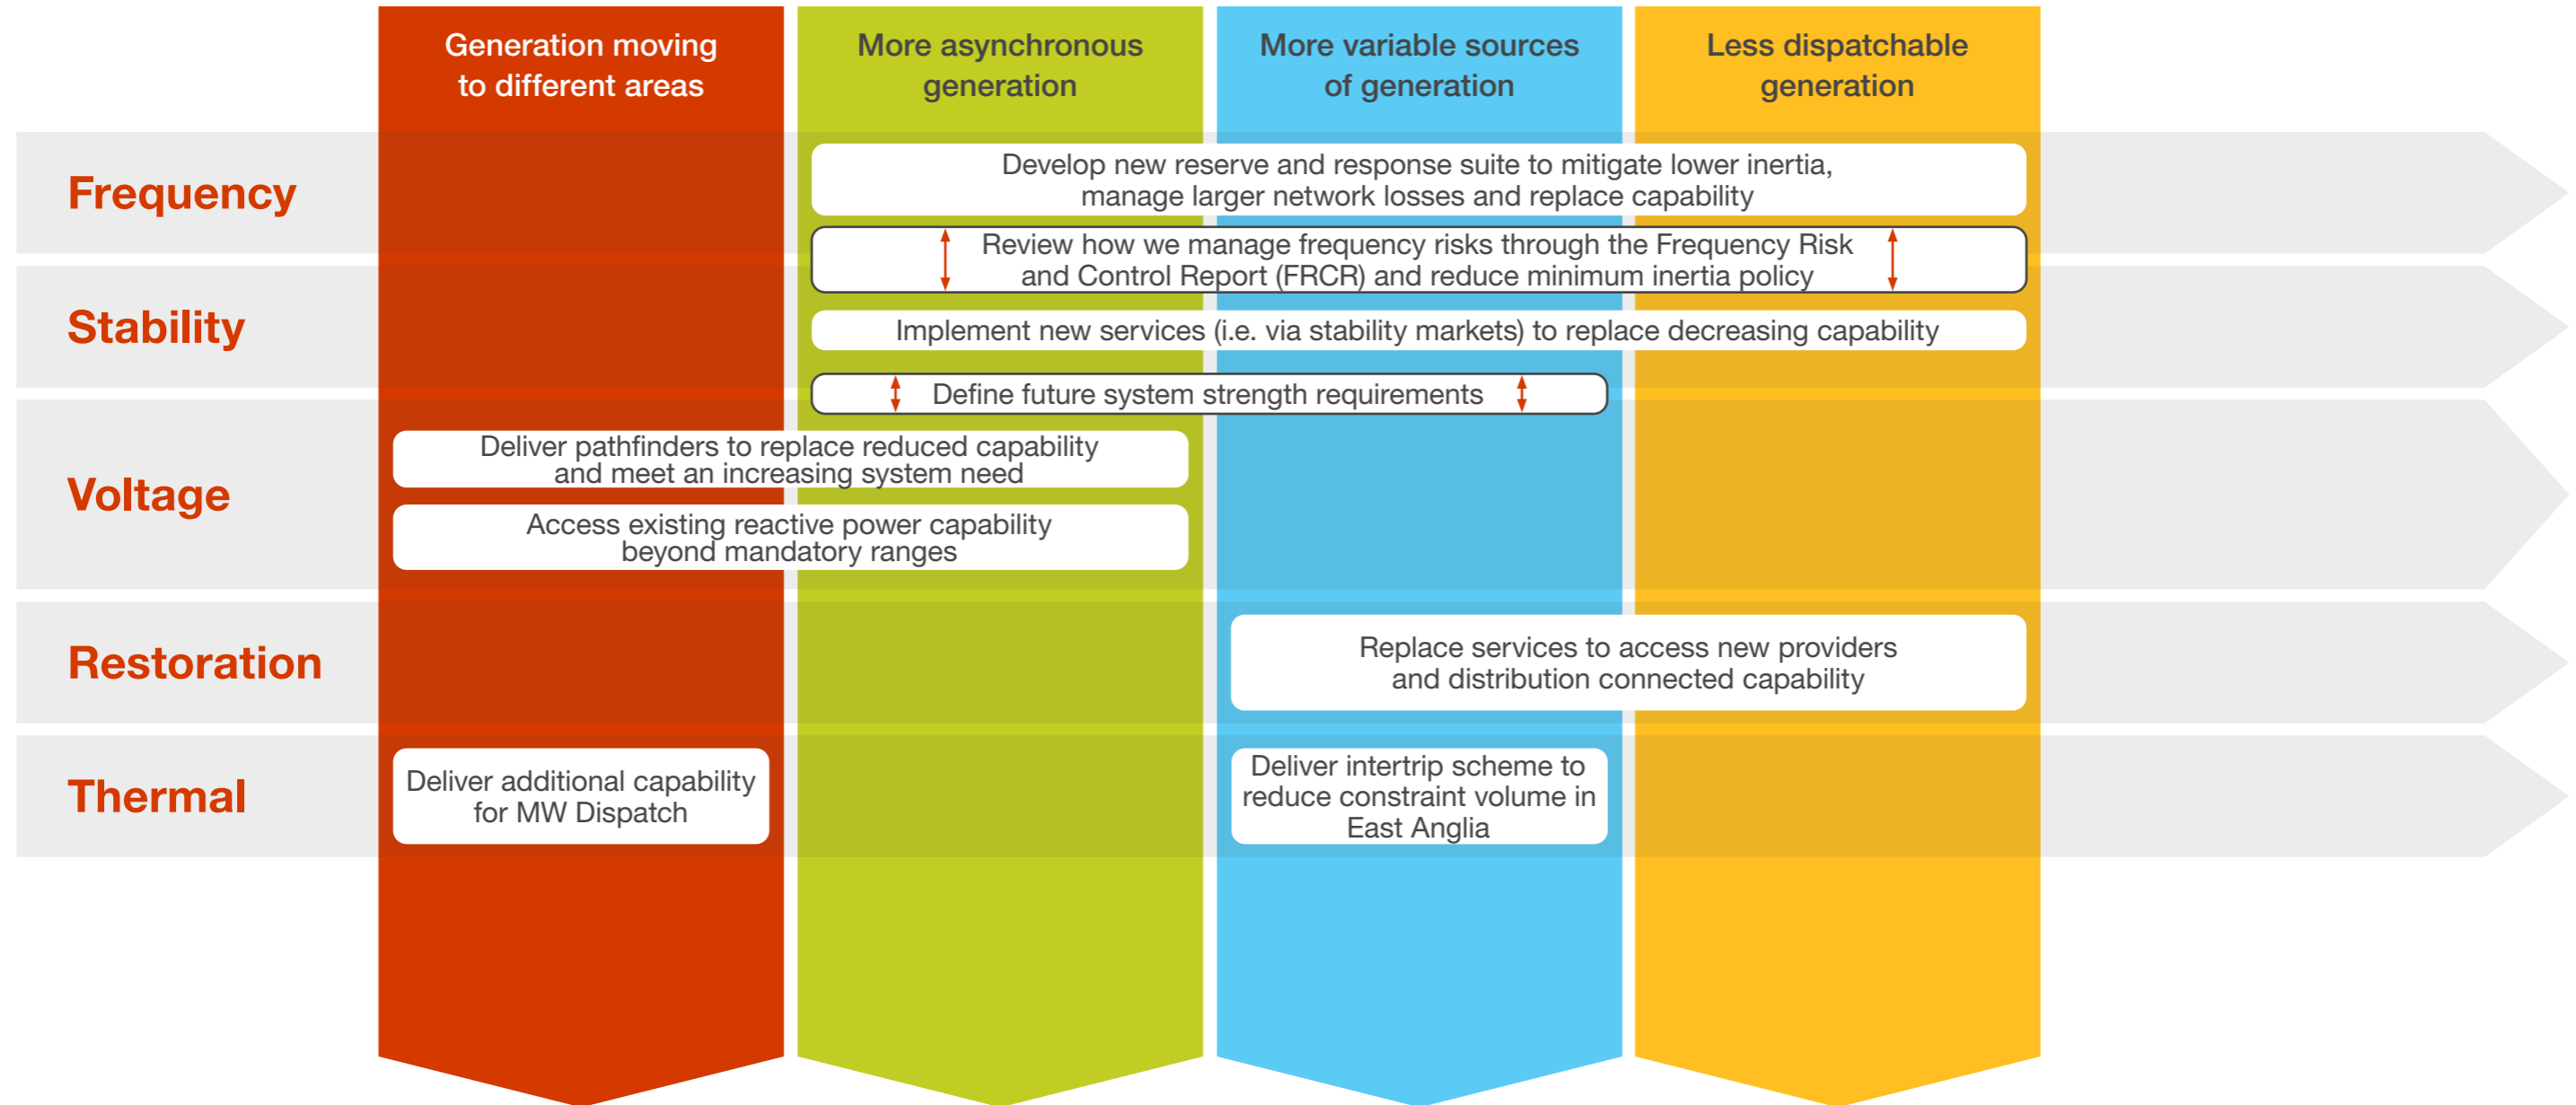 Generation moving
to different areas
More asynchronous
generation
More variable sources
of generation
Less dispatchable
generation
Frequency
Develop new reserve and response suite to mitigate lower inertia,
manage larger network losses and replace capability
Review how we manage frequency risks through the Frequency Risk
and Control Report (FRCR) and reduce minimum inertia policy
Stability
Implement new services (i.e. via stability markets) to replace decreasing capability
Define future system strength requirements
Voltage
Deliver pathfinders to replace reduced capability
and meet an increasing system need
Access existing reactive power capability
beyond mandatory ranges
Restoration
Replace services to access new providers
and distribution connected capability
Thermal
Deliver additional capability
for MW Dispatch
Deliver intertrip scheme to
reduce constraint volume in
East Anglia